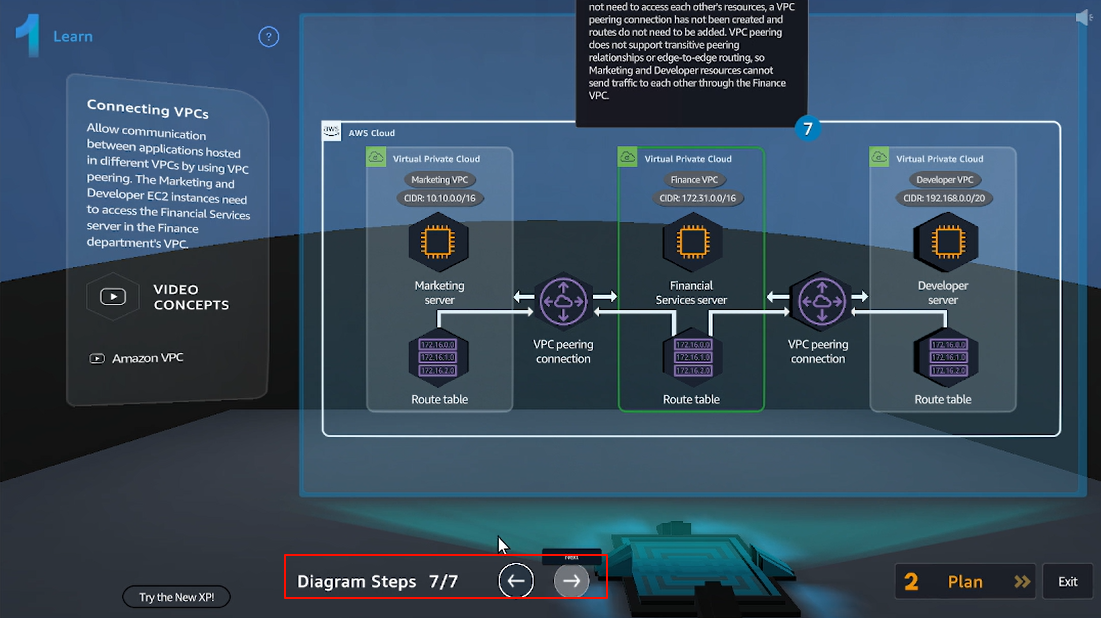 1 Learn
?
Connecting VPCs
Allow communication
between applications hosted
in different VPCs by using VPC
peering. The Marketing and
Developer EC2 instances need
to access the Financial Services
server in the Finance
department's VPC.
VIDEO
CONCEPTS
Amazon VPC
not need to access each other's resources, a VPC
peering connection has not been created and
routes do not need to be added. VPC peering
does not support transitive peering
relationships or edge-to-edge routing, so
Marketing and Developer resources cannot
send traffic to each other through the Finance
VPC.
7
aws
AWS Cloud
Virtual Private Cloud
Marketing VPC
CIDR: 10.10.0.0/16
Marketing
server
172.16.0.0
172.16.1.0
172.16.2.0
Route table
VPC peering
connection
Virtual Private Cloud
Finance VPC
CIDR: 172.31.0.0/16
Financial
Services server
172.16.0.0
172.16.1.0
172.16.2.0
Route table
VPC peering
connection
Virtual Private Cloud
Developer VPC
CIDR: 192.168.0.0/20
Developer
server
172.16.0.0
172.16.1.0
172.16.2.0
Route table
Try the New XP!
Diagram Steps 7/7
2 Plan
Exit